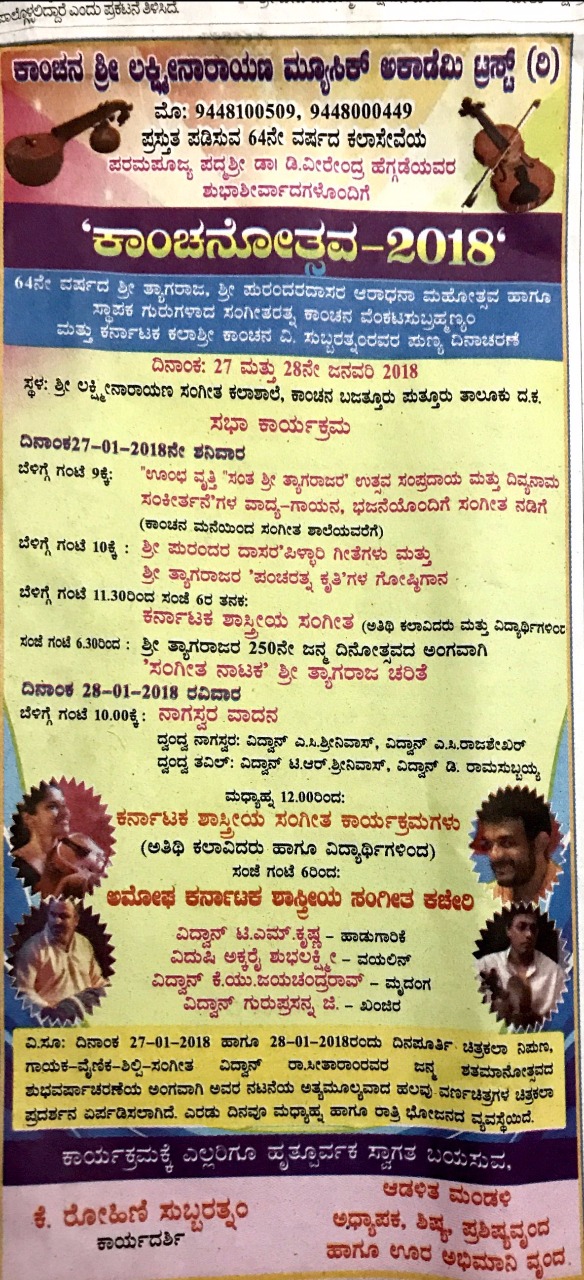 ಪಾಲ್ಗೊಳ್ಳಲಿದ್ದಾರೆ ಎಂದು ಪ್ರಕಟನೆ ತಿಳಿಸಿದೆ.
ಕಾಂಚನ ಶ್ರೀ ಲಕ್ಷ್ಮೀನಾರಾಯಣ ಮ್ಯೂಸಿಕ್ ಅಕಾಡೆಮಿ ಟ್ರಸ್ಟ್ (ರಿ)
ಮೊ: 9448100509, 9448000449
ಪ್ರಸ್ತುತ ಪಡಿಸುವ 64ನೇ ವರ್ಷದ ಕಲಾಸೇವೆಯ
ಪರಮಪೂಜ್ಯ ಪದ್ಮಶ್ರೀ ಡಾ। ಡಿ.ವೀರೇಂದ್ರ ಹೆಗ್ಗಡೆಯವರ
ಶುಭಾಶೀರ್ವಾದಗಳೊಂದಿಗೆ
'ಕಾಂಚನೋತ್ಸವ-2018'
64ನೇ ವರ್ಷದ ಶ್ರೀ ತ್ಯಾಗರಾಜ, ಶ್ರೀ ಪುರಂದರದಾಸರ ಆರಾಧನಾ ಮಹೋತ್ಸವ ಹಾಗೂ
ಸ್ಥಾಪಕ ಗುರುಗಳಾದ ಸಂಗೀತರತ್ನ ಕಾಂಚನ ವೆಂಕಟಸುಬ್ರಹ್ಮಣ್ಯಂ
ಮತ್ತು ಕರ್ನಾಟಕ ಕಲಾಶ್ರೀ ಕಾಂಚನ ವಿ. ಸುಬ್ಬರತ್ನಂರವರ ಪುಣ್ಯ ದಿನಾಚರಣೆ
ದಿನಾಂಕ: 27 ಮತ್ತು 28ನೇ ಜನವರಿ 2018
ಸ್ಥಳ: ಶ್ರೀ ಲಕ್ಷ್ಮೀನಾರಾಯಣ ಸಂಗೀತ ಕಲಾಶಾಲೆ, ಕಾಂಚನ ಬಜತ್ತೂರು ಪುತ್ತೂರು ತಾಲೂಕು ದ.ಕ.
ಸಭಾ ಕಾರ್ಯಕ್ರಮ
ದಿನಾಂಕ27-01-2018ನೇ ಶನಿವಾರ
ಬೆಳಿಗ್ಗೆ ಗಂಟೆ 9ಕ್ಕೆ: "ಊಂಛ ವೃತ್ತಿ "ಸಂತ ಶ್ರೀ ತ್ಯಾಗರಾಜರ" ಉತ್ಸವ ಸಂಪ್ರದಾಯ ಮತ್ತು ದಿವ್ಯನಾಮ
ಸಂಕೀರ್ತನೆ'ಗಳ ವಾದ್ಯ-ಗಾಯನ, ಭಜನೆಯೊಂದಿಗೆ ಸಂಗೀತ ನಡಿಗೆ
(ಕಾಂಚನ ಮನೆಯಿಂದ ಸಂಗೀತ ಶಾಲೆಯವರೆಗೆ)
ಬೆಳಿಗ್ಗೆ ಗಂಟೆ 10ಕ್ಕೆ : ಶ್ರೀ ಪುರಂದರ ದಾಸರ'ಪಿಳ್ಳಾರಿ ಗೀತೆಗಳು ಮತ್ತು
ಶ್ರೀ ತ್ಯಾಗರಾಜರ 'ಪಂಚರತ್ನ ಕೃತಿ'ಗಳ ಗೋಷ್ಠಿಗಾನ
ಬೆಳಿಗ್ಗೆ ಗಂಟೆ 11.30ರಿಂದ ಸಂಜೆ 6ರ ತನಕ:
ಕರ್ನಾಟಕ ಶಾಸ್ತ್ರೀಯ ಸಂಗೀತ (ಅತಿಥಿ ಕಲಾವಿದರು ಮತ್ತು ವಿದ್ಯಾರ್ಥಿಗಳಿಂದ
ಸಂಜೆ ಗಂಟೆ 6.30ರಿಂದ : ಶ್ರೀ ತ್ಯಾಗರಾಜರ 250ನೇ ಜನ್ಮ ದಿನೋತ್ಸವದ ಅಂಗವಾಗಿ
'ಸಂಗೀತ ನಾಟಕ' ಶ್ರೀ ತ್ಯಾಗರಾಜ ಚರಿತೆ
ದಿನಾಂಕ 28-01-2018 ರವಿವಾರ
ಬೆಳಿಗ್ಗೆ ಗಂಟೆ 10.00ಕ್ಕೆ : ನಾಗಸ್ವರ ವಾದನ
ದ್ವಂದ್ವ ನಾಗಸ್ವರ: ವಿದ್ವಾನ್ ಎ.ಸಿ.ಶ್ರೀನಿವಾಸ್, ವಿದ್ವಾನ್ ಎ.ಸಿ.ರಾಜಶೇಖರ್
ದ್ವಂದ್ವ ತವಿಲ್: ವಿದ್ವಾನ್ ಟಿ.ಆರ್.ಶ್ರೀನಿವಾಸ್, ವಿದ್ವಾನ್ ಡಿ. ರಾಮಸುಬ್ಬಯ್ಯ
ಮಧ್ಯಾಹ್ನ 12.00ರಿಂದ:
ಕರ್ನಾಟಕ ಶಾಸ್ತ್ರೀಯ ಸಂಗೀತ ಕಾರ್ಯಕ್ರಮಗಳು
(ಅತಿಥಿ ಕಲಾವಿದರು ಹಾಗೂ ವಿದ್ಯಾರ್ಥಿಗಳಿಂದ)
ಸಂಜೆ ಗಂಟೆ 6ರಿಂದ:
ಅಮೋಘ ಕರ್ನಾಟಕ ಶಾಸ್ತ್ರೀಯ ಸಂಗೀತ ಕಚೇರಿ
ವಿದ್ವಾನ್ ಟಿ.ಎಮ್.ಕೃಷ್ಣ - ಹಾಡುಗಾರಿಕೆ
ವಿದುಷಿ ಅಕ್ಕರೈ ಶುಭಲಕ್ಷ್ಮೀ - ವಯಲಿನ್
ವಿದ್ವಾನ್ ಕೆ.ಯು.ಜಯಚಂದ್ರರಾವ್ - ಮೃದಂಗ
ವಿದ್ವಾನ್ ಗುರುಪ್ರಸನ್ನ ಜಿ. - ಖಂಜಿರ
ವಿ.ಸೂ: ದಿನಾಂಕ 27-01-2018 ಹಾಗೂ 28-01-2018ರಂದು ದಿನಪೂರ್ತಿ ಚಿತ್ರಕಲಾ ನಿಪುಣ,
ಗಾಯಕ-ವೈಣಿಕ-ಶಿಲ್ಪಿ-ಸಂಗೀತ ವಿದ್ವಾನ್ ರಾ.ಸೀತಾರಾಂರವರ ಜನ್ಮ ಶತಮಾನೋತ್ಸವದ
ಶುಭವರ್ಷಾಚರಣೆಯ ಅಂಗವಾಗಿ ಅವರ ನಟನೆಯ ಅತ್ಯಮೂಲ್ಯವಾದ ಹಲವು ವರ್ಣಚಿತ್ರಗಳ ಚಿತ್ರಕಲಾ
ಪ್ರದರ್ಶನ ಏರ್ಪಡಿಸಲಾಗಿದೆ. ಎರಡು ದಿನವೂ ಮಧ್ಯಾಹ್ನ ಹಾಗೂ ರಾತ್ರಿ ಭೋಜನದ ವ್ಯವಸ್ಥೆಯಿದೆ.
ಕಾರ್ಯಕ್ರಮಕ್ಕೆ ಎಲ್ಲರಿಗೂ ಹೃತ್ಪೂರ್ವಕ ಸ್ವಾಗತ ಬಯಸುವ,
ಕೆ. ರೋಹಿಣಿ ಸುಬ್ಬರತ್ನಂ
ಕಾರ್ಯದರ್ಶಿ
ಆಡಳಿತ ಮಂಡಳಿ
ಅಧ್ಯಾಪಕ, ಶಿಷ್ಯ, ಪ್ರಶಿಷ್ಯವೃಂದ
ಹಾಗೂ ಊರ ಅಭಿಮಾನಿ ವೃಂದ.